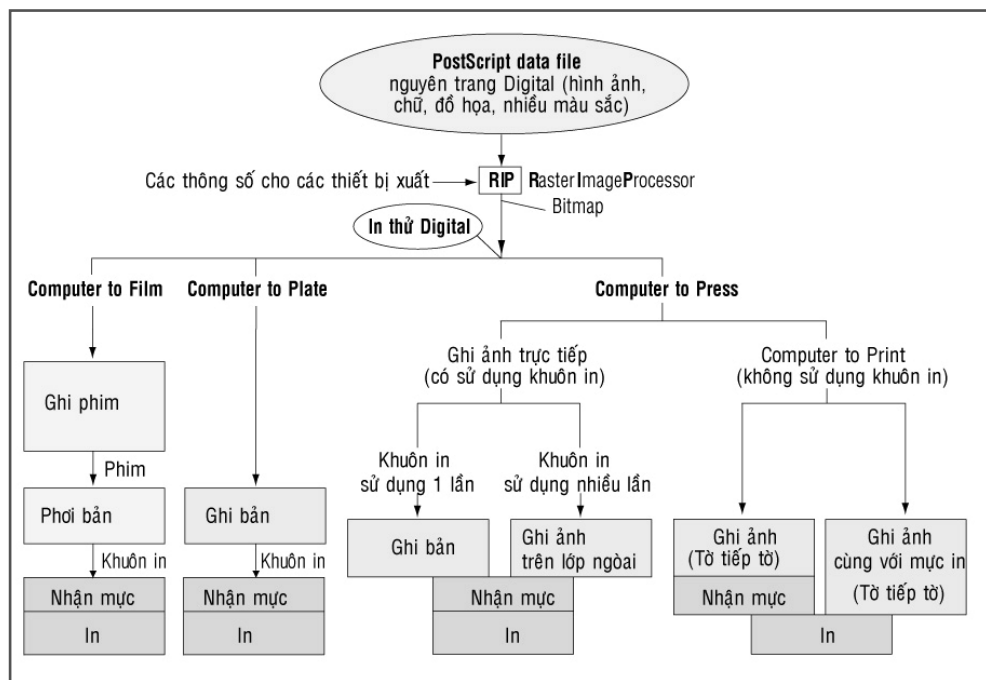 PostScript data file
nguyên trang Digital (hình ảnh,
chữ, đồ họa, nhiều màu sắc)
Các thông số cho các thiết bị xuất
RIP
RasterImageProcessor
Bitmap
In thử Digital
Computer to Film
Computer to Plate
Computer to Press
Ghi ảnh trực tiếp
(có sử dụng khuôn in)
Computer to Print
(không sử dụng khuôn in)
Ghi phim
Phim
Phơi bản
Khuôn in
Nhận mực
In
Ghi bản
Khuôn in
Nhận mực
In
Khuôn in
sử dụng 1 lần
Khuôn in
sử dụng nhiều lần
Ghi bản
Ghi ảnh
trên lớp ngòai
Nhận mực
In
Ghi ảnh
(Tờ tiếp tờ)
Nhận mực
Ghi ảnh
cùng với mực in
(Tờ tiếp tờ)
In